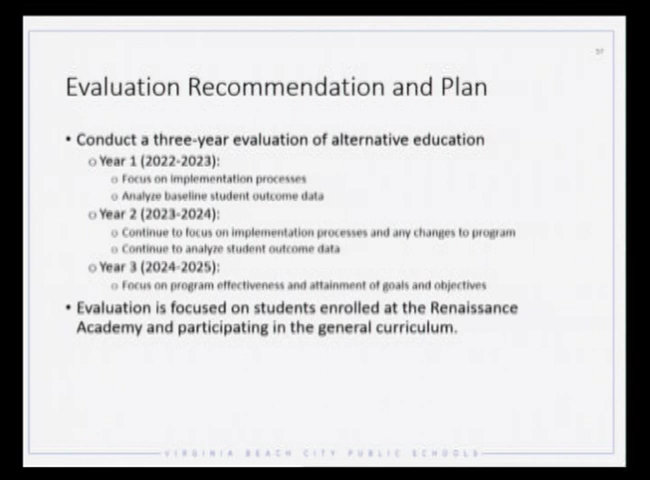 Evaluation Recommendation and Plan
• Conduct a three-year evaluation of alternative education
o Year 1 (2022-2023):
o Focus on implementation processes
o Analyze baseline student outcome data
o Year 2 (2023-2024):
o Continue to focus on implementation processes and any changes to program
o Continue to analyze student outcome data
o Year 3 (2024-2025):
o Focus on program effectiveness and attainment of goals and objectives
• Evaluation is focused on students enrolled at the Renaissance
Academy and participating in the general curriculum.
VIRGINIA BEACH CITY PUBLIC SCHOOLS